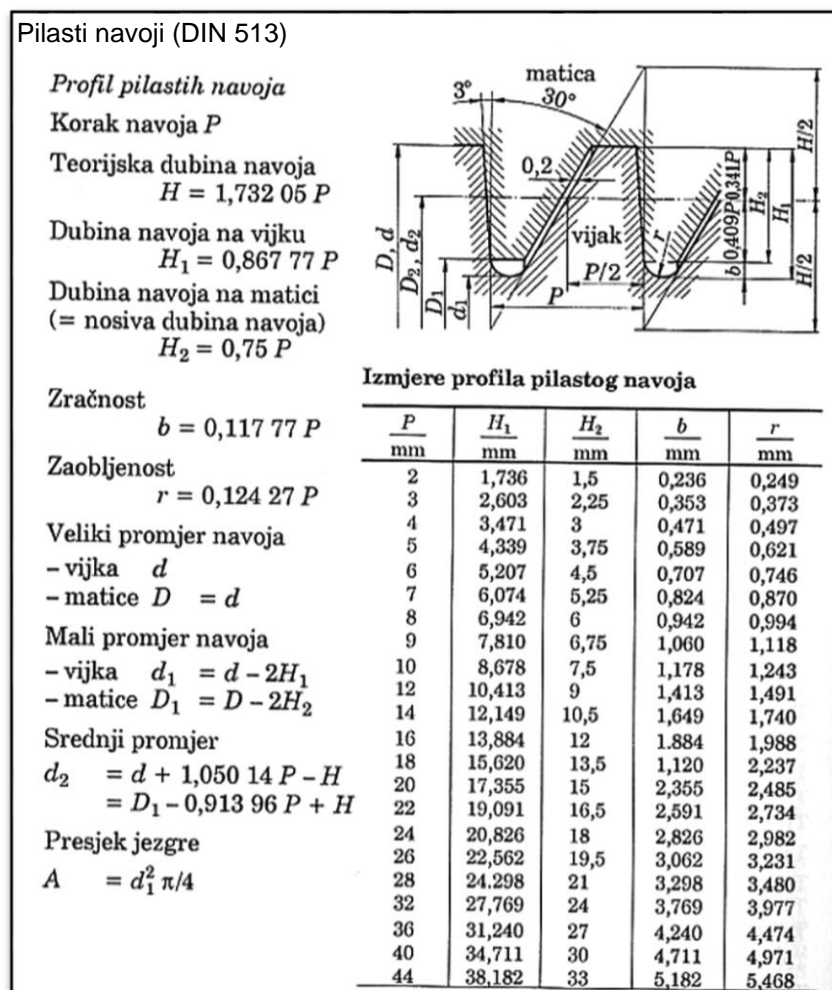 Pilasti navoji (DIN 513)
Profil pilastih navoja
Korak navoja P
Teorijska dubina navoja
H = 1,732 05 P
Dubina navoja na vijku
H₁ = 0,867 77 P
Dubina navoja na matici
(= nosiva dubina navoja)
H₂ = 0,75 P
Zračnost
b = 0,117 77 P
Zaobljenost
r = 0,124 27 P
Veliki promjer navoja
– vijka d
– matice D = d
Mali promjer navoja
– vijka d₁ = d – 2H₁
– matice D₁ = D – 2H₂
Srednji promjer
d₂ = d + 1,050 14 P – H
= D₁ – 0,913 96 P + H
Presjek jezgre
A = d₁² π/4
matica
3°
30°
0,2
vijak
P/2
P
D, d
D₂, d₂
D₁
d₁
r
b
0,409P
0,341P
H₂
H₁
H/2
H/2
Izmjere profila pilastog navoja
P H₁ H₂ b r
mm mm mm mm mm
2 1,736 1,5 0,236 0,249
3 2,603 2,25 0,353 0,373
4 3,471 3 0,471 0,497
5 4,339 3,75 0,589 0,621
6 5,207 4,5 0,707 0,746
7 6,074 5,25 0,824 0,870
8 6,942 6 0,942 0,994
9 7,810 6,75 1,060 1,118
10 8,678 7,5 1,178 1,243
12 10,413 9 1,413 1,491
14 12,149 10,5 1,649 1,740
16 13,884 12 1.884 1,988
18 15,620 13,5 1,120 2,237
20 17,355 15 2,355 2,485
22 19,091 16,5 2,591 2,734
24 20,826 18 2,826 2,982
26 22,562 19,5 3,062 3,231
28 24.298 21 3,298 3,480
32 27,769 24 3,769 3,977
36 31,240 27 4,240 4,474
40 34,711 30 4,711 4,971
44 38,182 33 5,182 5,468